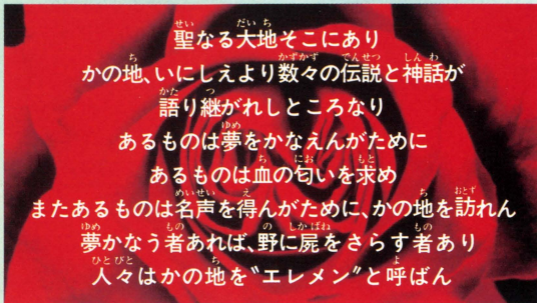 聖なる大地そこにあり
かの地、いにしえより数々の伝説と神話が
語り継がれしところなり
あるものは夢をかなえんがために
あるものは血の匂いを求め
またあるものは名声を得んがために、かの地を訪れん
夢かなう者あれば、野に屍をさらす者あり
人々はかの地を〝エレメン〟と呼ばん